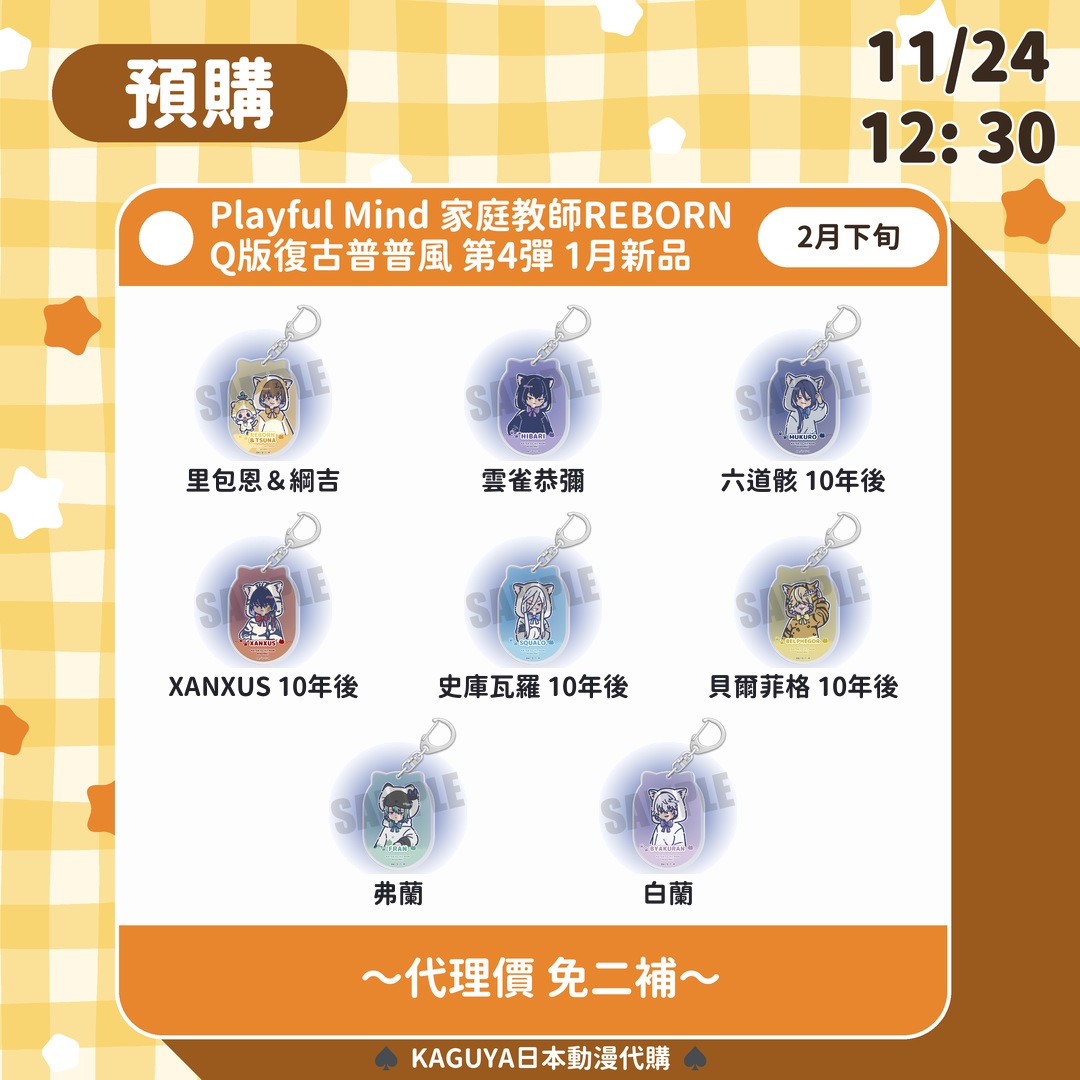 預購
11/24
12: 30
Playful Mind 家庭教師REBORN
Q版復古普普風 第4彈 1月新品
2月下旬
SAMPLE
REBORN
& TSUNA
里包恩＆綱吉
SAMPLE
HIBARI
雲雀恭彌
SAMPLE
MUKURO
六道骸 10年後
SAMPLE
XANXUS
XANXUS 10年後
SAMPLE
SQUALO
史庫瓦羅 10年後
SAMPLE
BELPHEGOR
貝爾菲格 10年後
SAMPLE
FRAN
弗蘭
SAMPLE
BYAKURAN
白蘭
～代理價 免二補～
♠ KAGUYA日本動漫代購 ♠